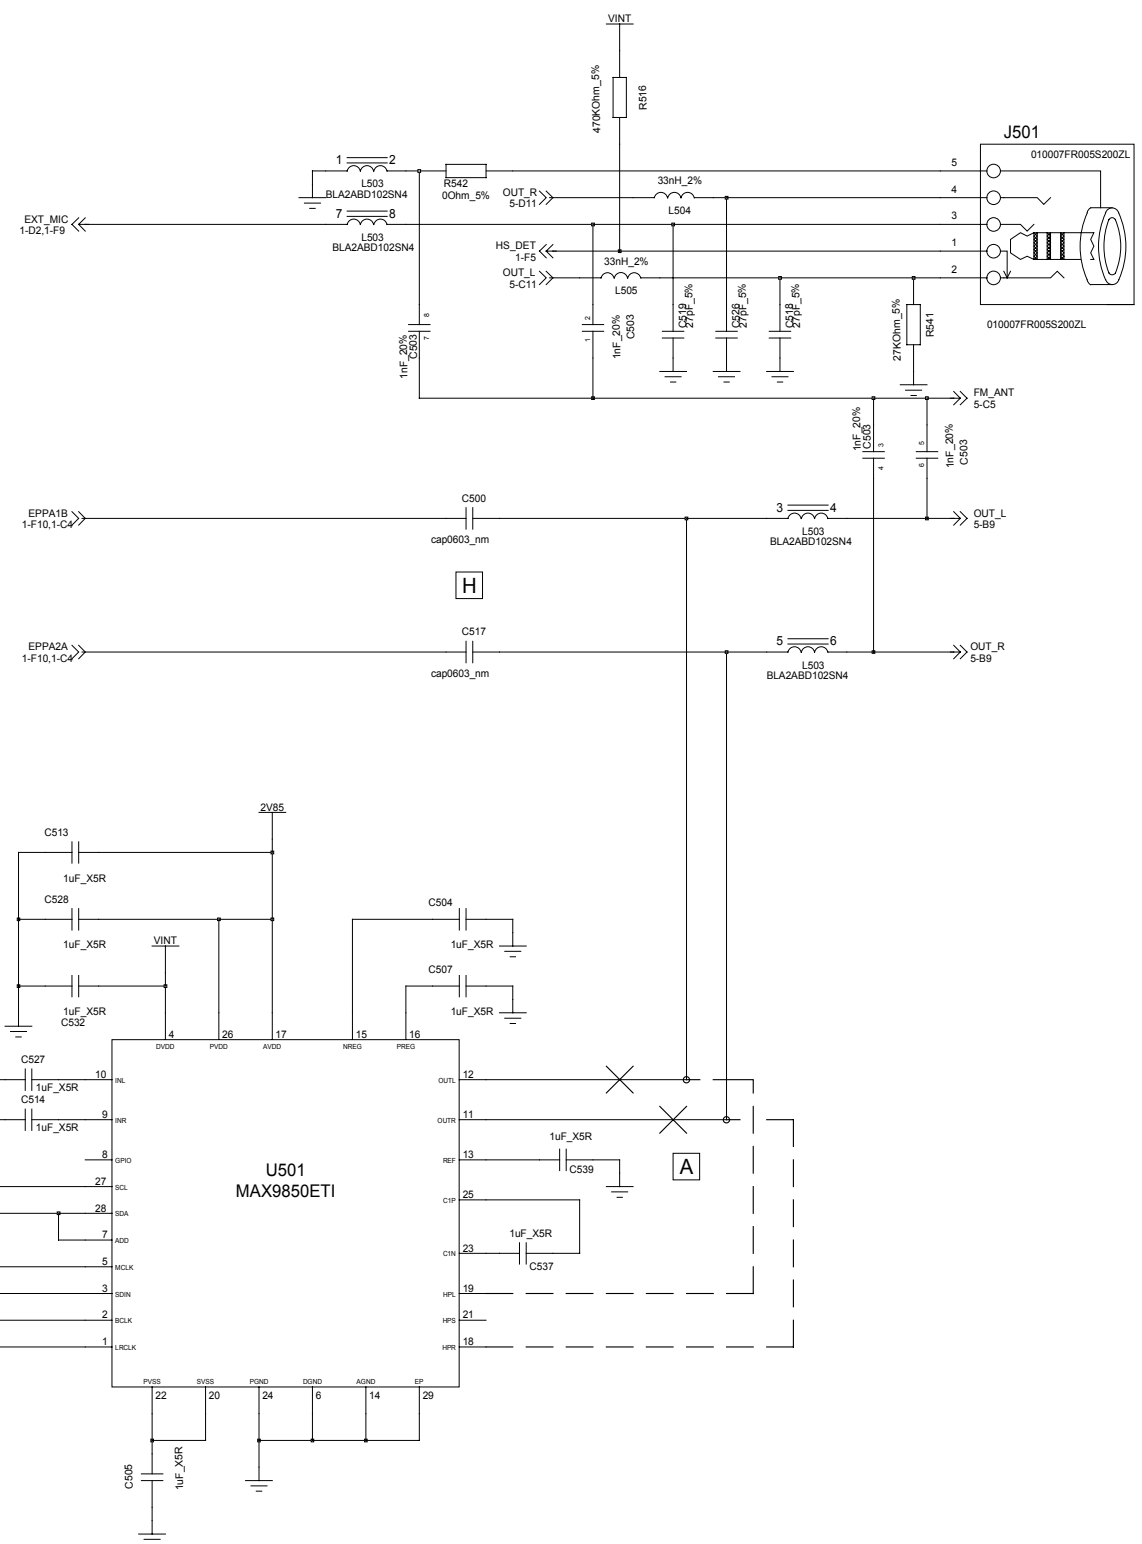 VINT
470KOhm_5%
R516
J501
010007FR005S200ZL
1
2
L503
BLA2ABD102SN4
R542
0Ohm_5%
5
OUT_R
5-D11
33nH_2%
L504
4
EXT_MIC
1-D2,1-F9
7
8
L503
BLA2ABD102SN4
3
HS_DET
1-F5
1
OUT_L
5-C11
33nH_2%
L505
2
8
7
1nF_20%
C503
2
1
1nF_20%
C503
C519
27pF_5%
C526
27pF_5%
C518
27pF_5%
27KOhm_5%
R541
010007FR005S200ZL
FM_ANT
5-C5
1nF_20%
C503
3
4
5
6
1nF_20%
C503
EPPA1B
1-F10,1-C4
C500
cap0603_nm
3
4
L503
BLA2ABD102SN4
OUT_L
5-B9
H
EPPA2A
1-F10,1-C4
C517
cap0603_nm
5
6
L503
BLA2ABD102SN4
OUT_R
5-B9
2V85
C513
1uF_X5R
C528
1uF_X5R
VINT
C504
1uF_X5R
C507
1uF_X5R
1uF_X5R
C532
4
26
17
15
16
DVDD
PVDD
AVDD
NREG
PREG
C527
1uF_X5R
10
INL
OUTL
12
C514
1uF_X5R
9
INR
OUTR
11
8
GPIO
REF
13
1uF_X5R
C539
A
U501
MAX9850ETI
27
SCL
C1P
25
28
SDA
7
ADD
C1N
23
1uF_X5R
C537
5
MCLK
3
SDIN
HPL
19
2
BCLK
HPS
21
1
LRCLK
HPR
18
PVSS
SVSS
PGND
DGND
AGND
EP
22
20
24
6
14
29
C505
1uF_X5R